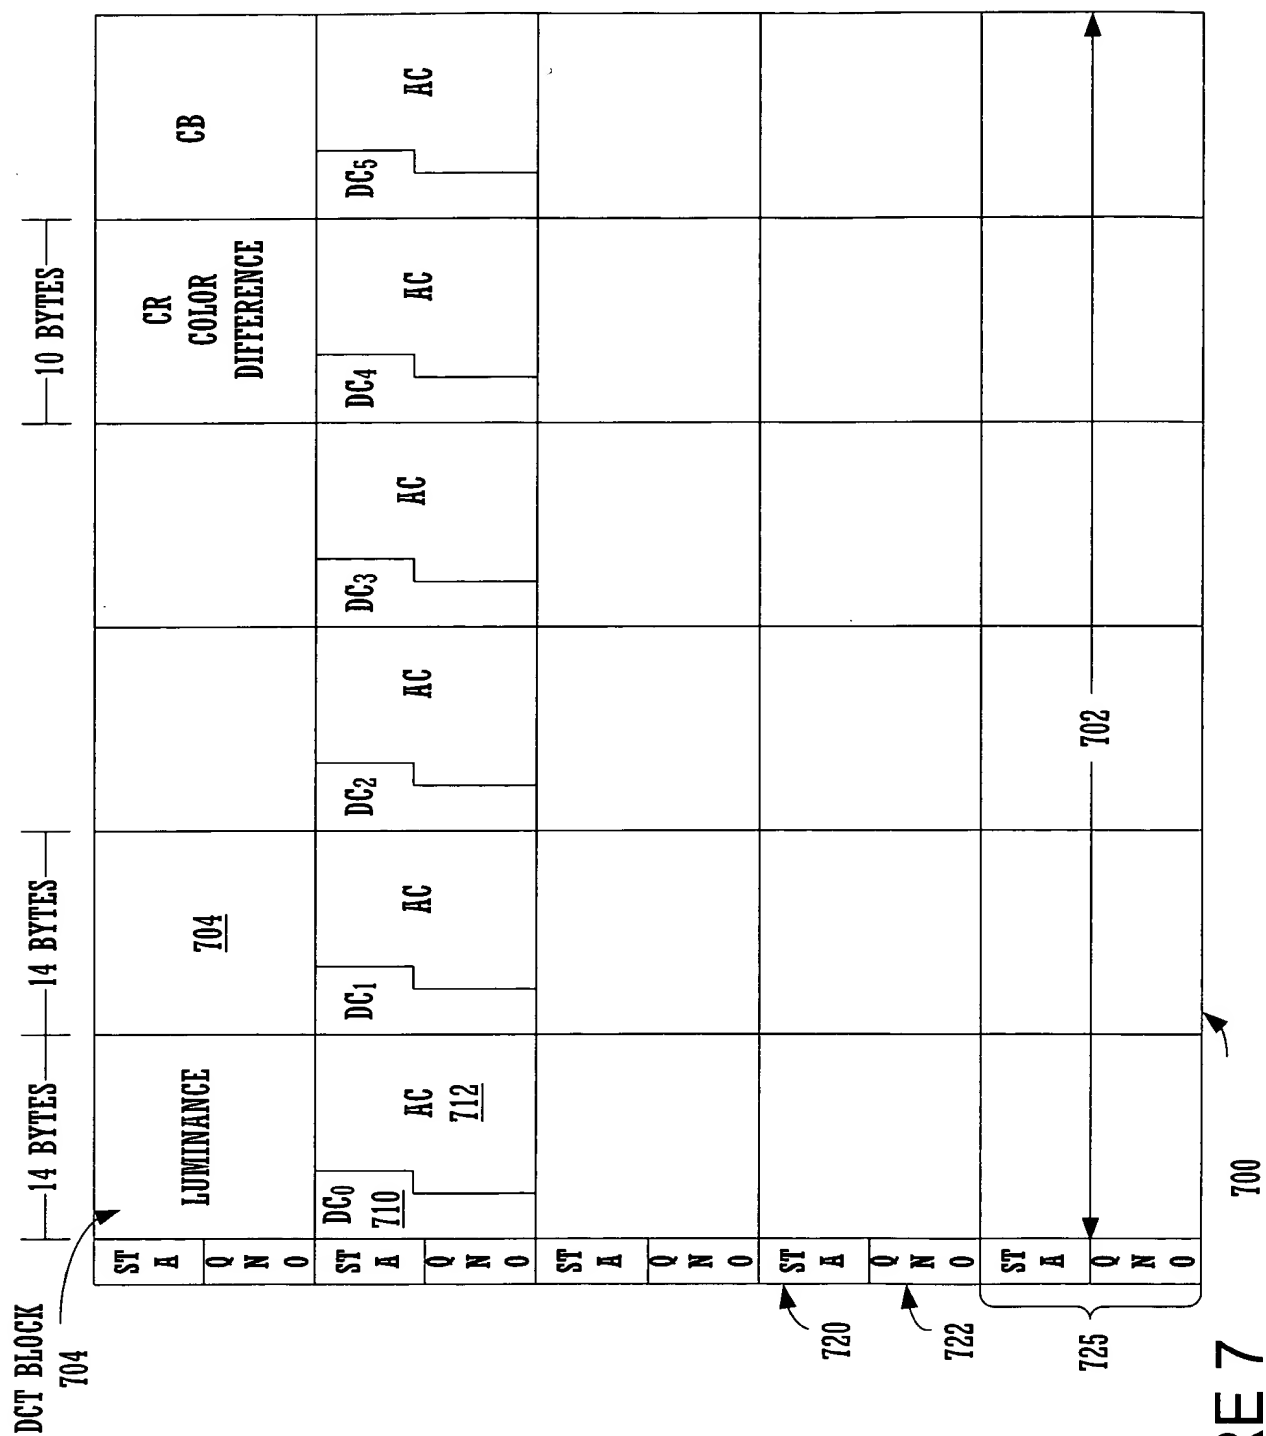 DCT BLOCK
704
14 BYTES 14 BYTES 10 BYTES
ST
A
Q
N
O
LUMINANCE
704
CR
COLOR
DIFFERENCE
CB
ST
A
Q
N
O
DC0
710
AC
712
DC1
AC
DC2
AC
DC3
AC
DC4
AC
DC5
AC
ST
A
Q
N
O
720
ST
A
722
Q
N
O
725
ST
A
Q
N
O
702
700
RE 7